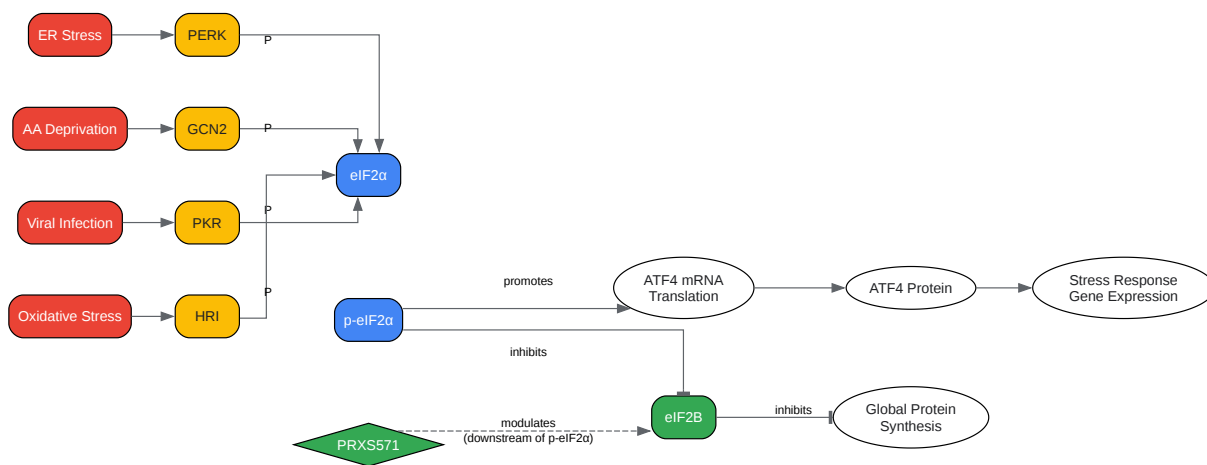 ER Stress
PERK
P
AA Deprivation
GCN2
P
eIF2α
Viral Infection
PKR
P
Oxidative Stress
HRI
P
p-eIF2α
promotes
ATF4 mRNA
Translation
ATF4 Protein
Stress Response
Gene Expression
inhibits
PRXS571
modulates
(downstream of p-eIF2α)
eIF2B
inhibits
Global Protein
Synthesis